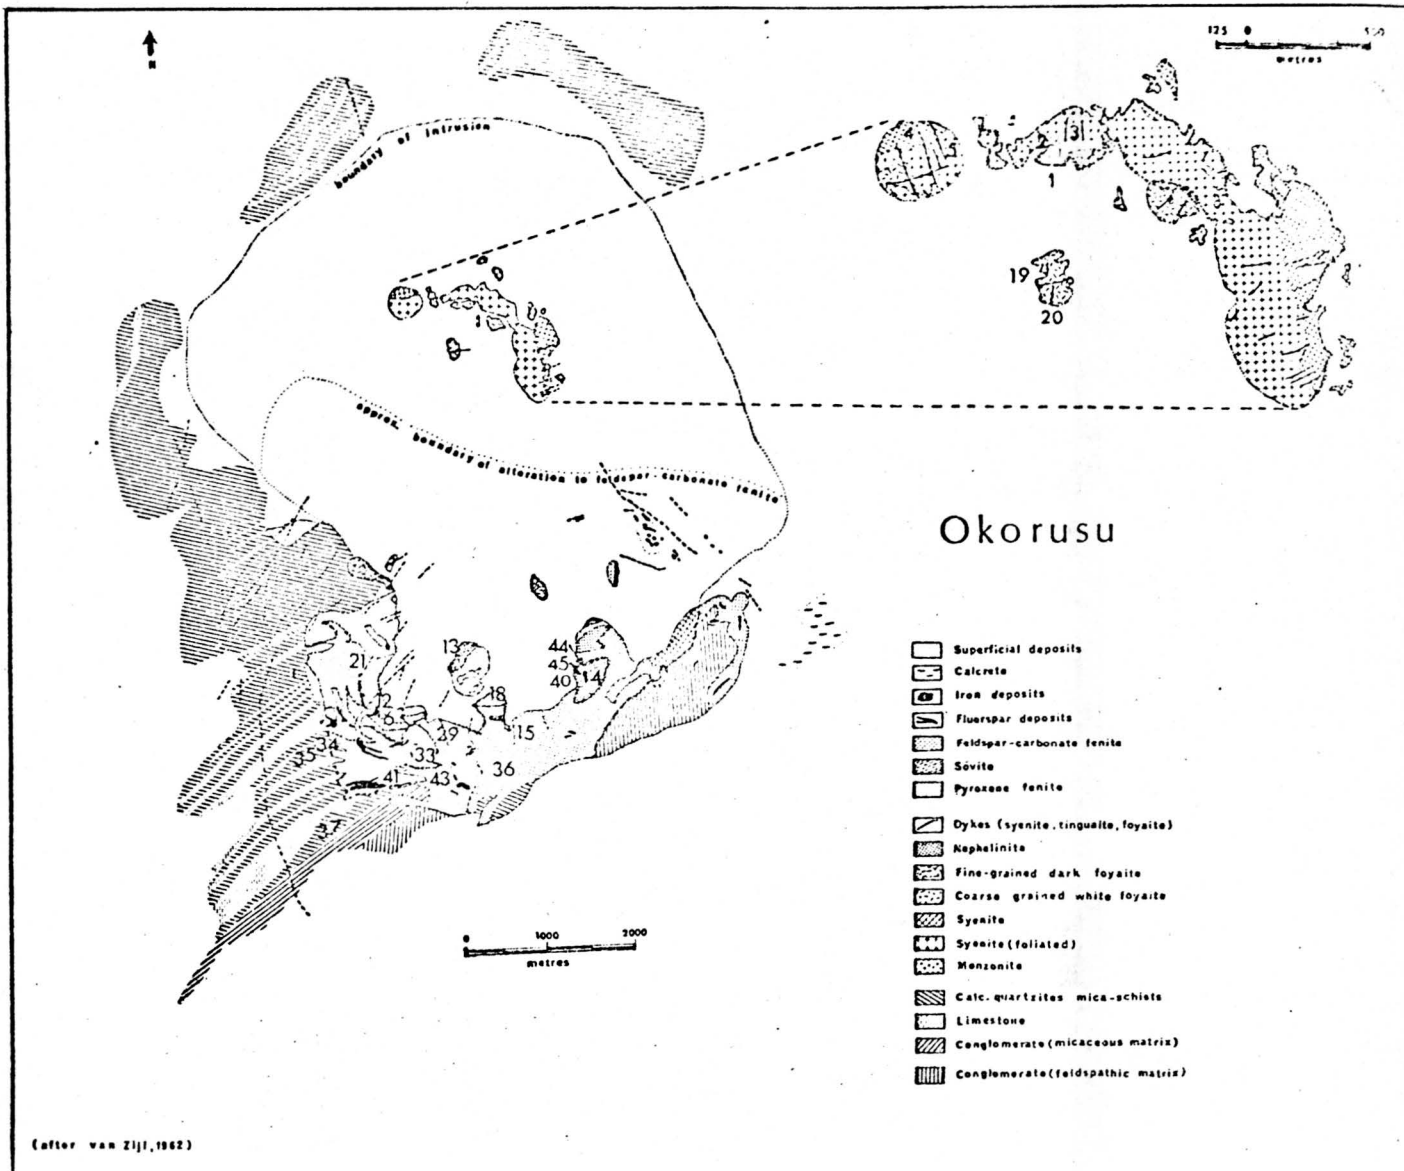 N
125 0 500
metres
boundary of Intrusion
4
5
2
3
1
19
20
approx. boundary of alteration to feldspar-carbonate fenite
Okorusu
13
44
21
45
40
14
18
6
39
15
34
35
33
36
41
43
37
0 1000 2000
metres
Superficial deposits
Calcrete
Iron deposits
Fluorspar deposits
Feldspar-carbonate fenite
Sövite
Pyroxene fenite
Dykes (syenite, tinguaite, foyaite)
Nephelinite
Fine-grained dark foyaite
Coarse grained white foyaite
Syenite
Syenite (foliated)
Monzonite
Calc. quartzites mica-schists
Limestone
Conglomerate (micaceous matrix)
Conglomerate (feldspathic matrix)
(after van Zijl, 1962)